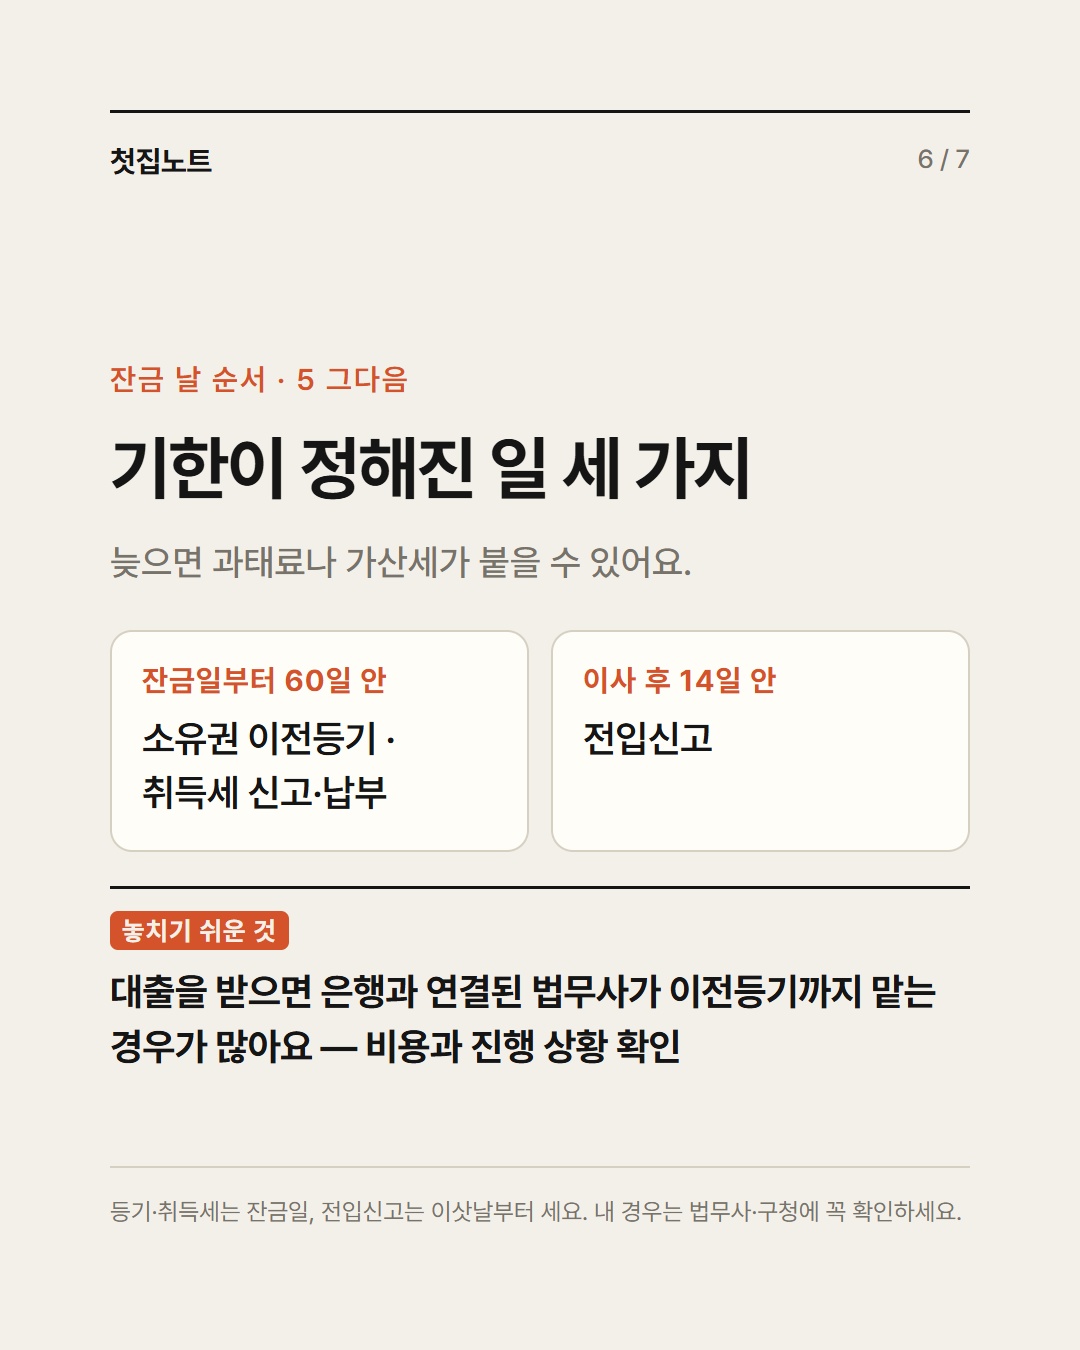 첫집노트
6 / 7
잔금 날 순서 · 5 그다음
기한이 정해진 일 세 가지
늦으면 과태료나 가산세가 붙을 수 있어요.
잔금일부터 60일 안
소유권 이전등기 ·
취득세 신고·납부
이사 후 14일 안
전입신고
놓치기 쉬운 것
대출을 받으면 은행과 연결된 법무사가 이전등기까지 맡는
경우가 많아요 — 비용과 진행 상황 확인
등기·취득세는 잔금일, 전입신고는 이삿날부터 세요. 내 경우는 법무사·구청에 꼭 확인하세요.